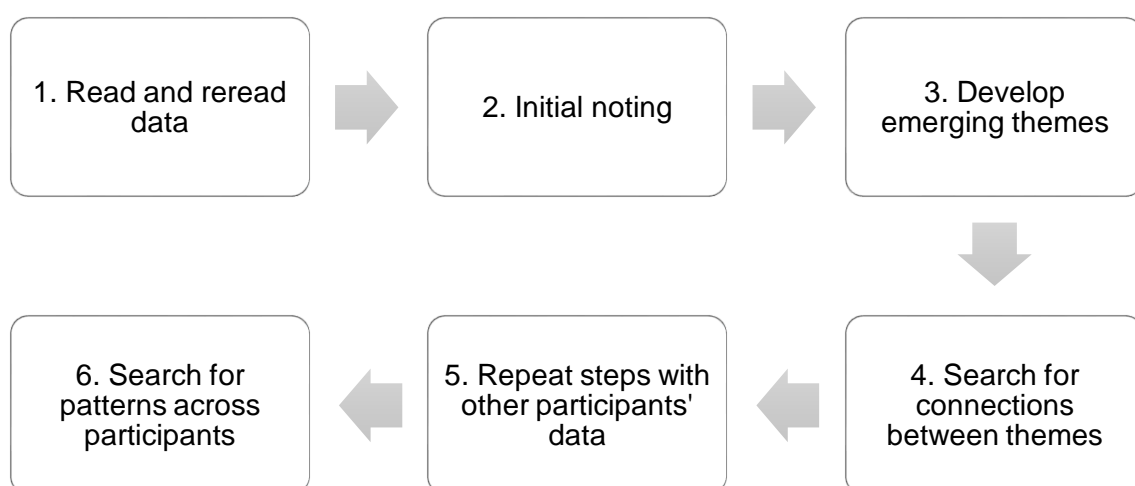 1. Read and reread
data
2. Initial noting
3. Develop
emerging themes
4. Search for
connections
between themes
5. Repeat steps with
other participants'
data
6. Search for
patterns across
participants